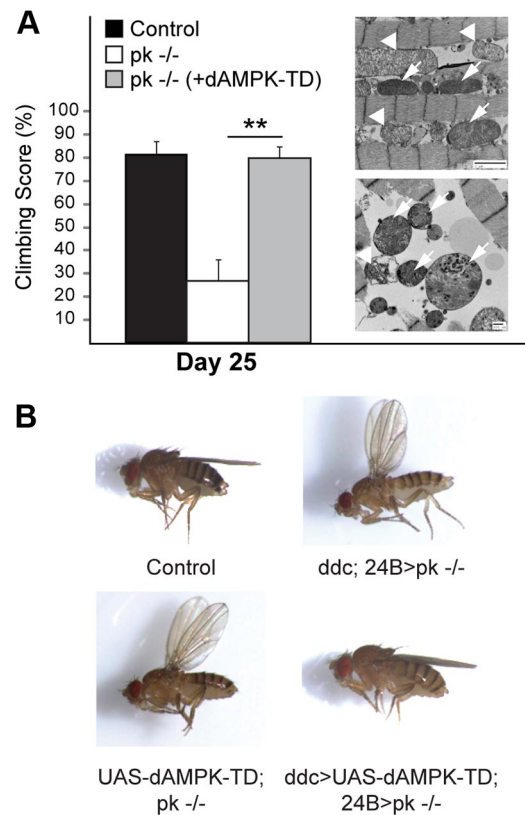 A
Control
pk -/-
pk -/- (+dAMPK-TD)
**
Climbing Score (%)
100
90
80
70
60
50
40
30
20
10
Day 25
B
Control
ddc; 24B>pk -/-
UAS-dAMPK-TD;
pk -/-
ddc>UAS-dAMPK-TD;
24B>pk -/-